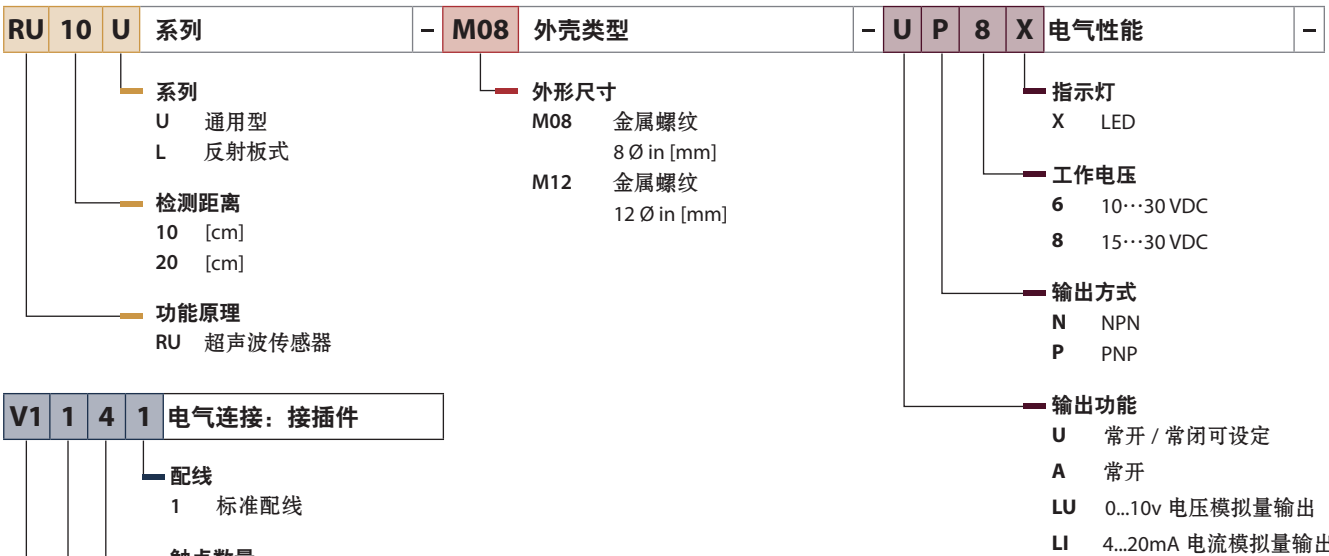 RU 10 U 系列 – M08 外壳类型 – U P 8 X 电气性能 –
系列
U 通用型
L 反射板式
检测距离
10 [cm]
20 [cm]
功能原理
RU 超声波传感器
外形尺寸
M08 金属螺纹
8 Ø in [mm]
M12 金属螺纹
12 Ø in [mm]
指示灯
X LED
工作电压
6 10···30 VDC
8 15···30 VDC
输出方式
N NPN
P PNP
输出功能
U 常开 / 常闭可设定
A 常开
LU 0...10v 电压模拟量输出
LI 4...20mA 电流模拟量输出
V1 1 4 1 电气连接：接插件
配线
1 标准配线